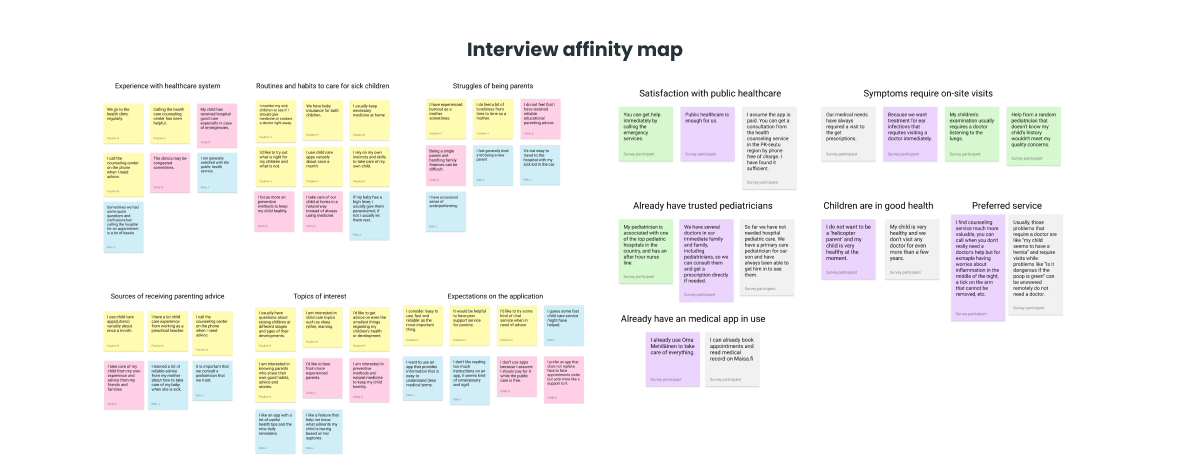 Interview affinity map
Experience with healthcare system
We go to the
health clinic
regularly.
Calling the health
care counseling
center has been
helpful.
My child has
received hospital
good care
especially in case
of emergencies.
I call the
counseling center
on the phone
when I need
advice.
The clinics may be
congested
sometimes.
I am generally
satisfied with the
public health
service.
Sometimes we had
some quick
questions and
confusions but
calling the hospital
for an appointment
is a lot of hassle.
Routines and habits to care for sick children
I monitor my sick
children to see if I
should give
medicine or contact
a doctor right away.
We have baby
insurance for both
children.
I usually keep
necessary
medicine at home
I'd like to try out
what is right for
my children and
what's not.
I use child care
apps variably
about once a
month.
I rely on my own
instincts and skills
to take care of my
own child.
I focus more on
preventive
methods to keep
my child healthy.
I take care of our
child at home in a
natural way
instead of always
using medicine.
If my baby has
a high fever, I
usually give them
paracetamol, if
not I usually let
them rest.
Struggles of being parents
I have experienced
burnout as a
mother
sometimes.
I do feel a bit of
loneliness from
time to time as a
mother.
I do not feel that I
have received
reliable
educational
parenting advice.
Being a single
parent and
handling family
finances can be
difficult.
I feel generally tired
a lot being a new
parent
It's not easy to
travel to the
hospital with my
sick kid in the car.
I have occasional
sense of
underperforming.
Sources of receiving parenting advice
I use child care
apps(Libero)
variably about
once a month.
I have a lot child
care experience
from working as a
preschool teacher.
I call the
counseling center
on the phone
when I need
advice.
I take care of my
child from my own
experience and
advice from my
friends and
families
I learned a lot of
reliable advice
from my mother
about how to take
care of my baby
when she is sick.
It is important that
we consult a
pediatrician that
we trust.
Topics of interest
I usually have
questions about
raising children at
different stages
and ages of their
developments.
I am interested in
child care topics
such as sleep
rythm, learning.
I'd like to get
advice on even the
smallest things
regarding my
children's health
or development.
I am interested in
knowing parents
who share their
own good habits,
advice and
stories.
I'd like to hear
from more
experienced
parents.
I am interested in
preventive
methods and
natural medicine
to keep my child
healthy.
I like an app with a
lot of useful
health tips and the
nice daily
reminders.
I like a feature that
help me know
what ailments my
child is having
based on her
symptoms.
Expectations on the application
I consider 'easy to
use, fast and
reliable' as the
most important
thing.
It would be helpful
to have peer
support service
for parents.
I'd like to try some
kind of chat
service when in
need of advice
I guess some fast
child care service
might have
helped.
I want to use an
app that provides
information that is
easy to
understand (less
medical terms).
I don't like reading
too much
instructions on an
app, it seems kind
of unnecessary
and rigid.
I don't use apps
because I assume
I should pay for it
while the public
care is free.
I prefer an app that
does not replace
face to face
appointments visits
but only more like a
support to it.
Satisfaction with public healthcare
You can get help
immediately by
calling the
emergency
services.
Survey participant
Public healthcare is
enough for us.
Survey participant
I assume the app is
paid. You can get a
consultation from
the health
counseling service
in the PK-seutu
region by phone
free of charge. I
have found it
sufficient.
Survey participant
Symptoms require on-site visits
Our medical needs
have always
required a visit to
the get
prescriptions.
Survey participant
Because we want
treatment for ear
infections that
requires visiting a
doctor immediately.
Survey participant
My children's
examination usually
requires a doctor
listening to the
lungs.
Survey participant
Help from a random
pediatrician that
doesn't know my
child's history
wouldn't meet my
quality concerns.
Survey participant
Already have trusted pediatricians
My pediatrician is
associated with one
of the top pediatric
hospitals in the
country, and has an
after hour nurse
line.
Survey participant
We have several
doctors in our
immediate family
and family,
including
pediatricians, so we
can consult them
and get a
prescription directly
if needed.
Survey participant
So far we have not
needed hospital
pediatric care. We
have a primary care
pediatrician for our
son and have
always been able to
get him in to see
them.
Survey participant
Children are in good health
I do not want to be
a "helicopter
parent" and my
child is very
healthy at the
moment.
Survey participant
My child is very
healthy and we
don't visit any
doctor even more
than a few
years.
Survey participant
Preferred service
I find counseling
service much more
valuable, you can
call when you don't
really need a
doctor's help but for
exmaple having
worries about
inflammation in the
middle of the night,
a tick on the arm
that cannot be
removed, etc.
Survey participant
Usually, those
problems that
require a doctor are
like "my child
seems to have a
hernia" and require
visits while
problems like "Is it
dangerous if the
poop is green" can
be answered
remotely do not
need a doctor.
Survey participant
Already have an medical app in use
I already use Oma
Mehiläinen to take
care of everything.
Survey participant
I can already book
appointments and
read medical
record on Maisa.fi
Survey participant